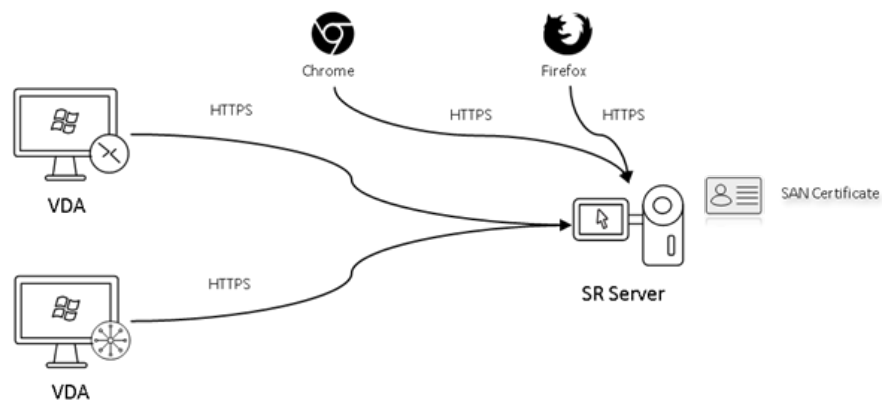 Chrome
Firefox
HTTPS
HTTPS
HTTPS
VDA
SAN Certificate
SR Server
HTTPS
VDA